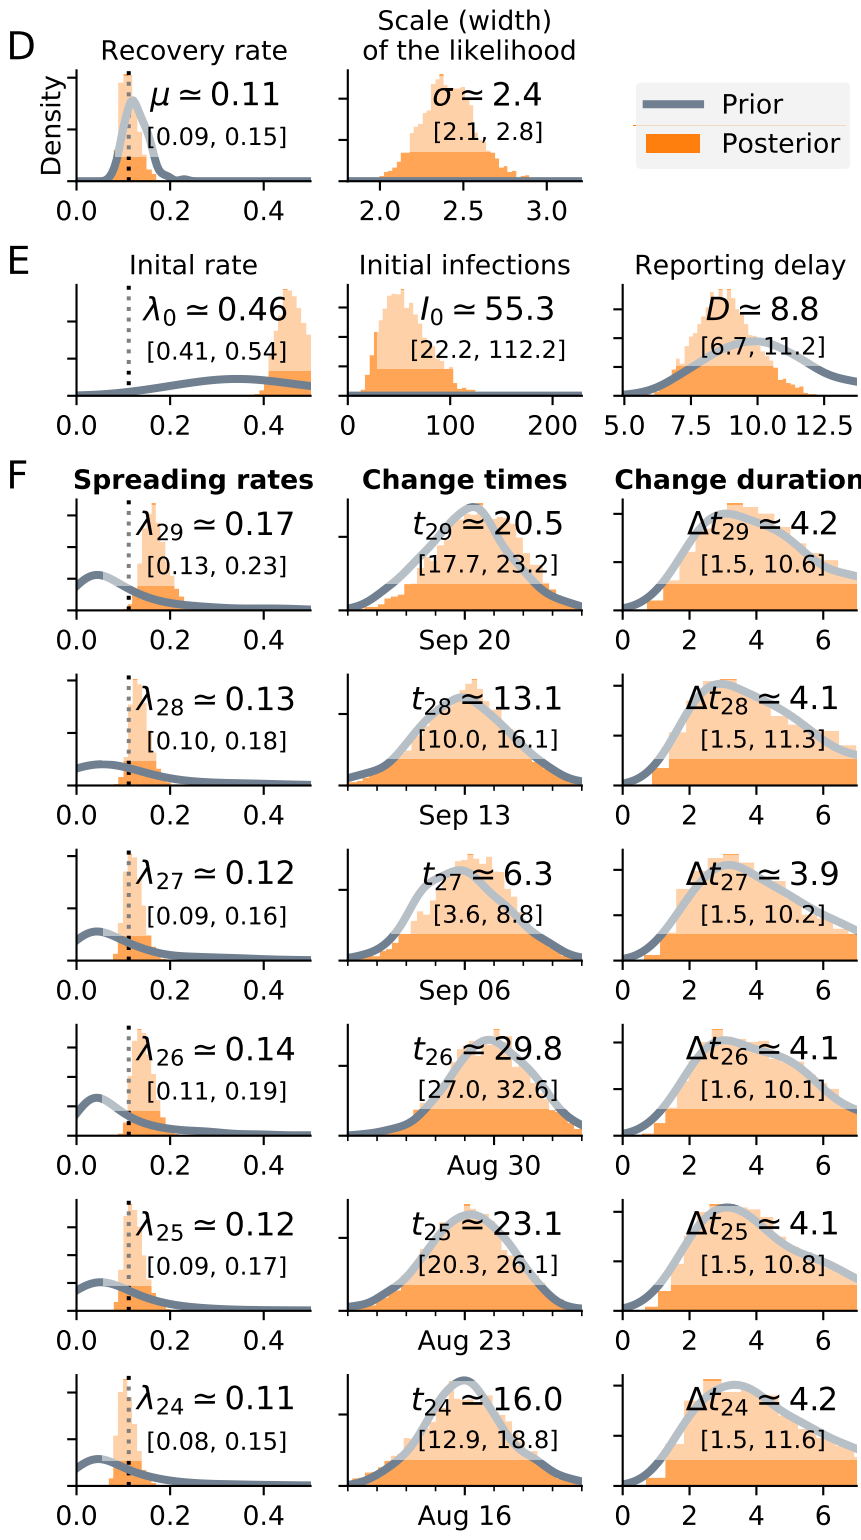 D
Recovery rate
Scale (width)
of the likelihood
Density
μ ≃ 0.11
[0.09, 0.15]
σ ≃ 2.4
[2.1, 2.8]
Prior
Posterior
0.0 0.2 0.4
2.0 2.5 3.0
E
Inital rate
Initial infections
Reporting delay
λ₀ ≃ 0.46
[0.41, 0.54]
I₀ ≃ 55.3
[22.2, 112.2]
D ≃ 8.8
[6.7, 11.2]
0.0 0.2 0.4
0 100 200
5.0 7.5 10.0 12.5
F
Spreading rates
Change times
Change duration
λ₂₉ ≃ 0.17
[0.13, 0.23]
t₂₉ ≃ 20.5
[17.7, 23.2]
Δt₂₉ ≃ 4.2
[1.5, 10.6]
0.0 0.2 0.4
Sep 20
0 2 4 6
λ₂₈ ≃ 0.13
[0.10, 0.18]
t₂₈ ≃ 13.1
[10.0, 16.1]
Δt₂₈ ≃ 4.1
[1.5, 11.3]
0.0 0.2 0.4
Sep 13
0 2 4 6
λ₂₇ ≃ 0.12
[0.09, 0.16]
t₂₇ ≃ 6.3
[3.6, 8.8]
Δt₂₇ ≃ 3.9
[1.5, 10.2]
0.0 0.2 0.4
Sep 06
0 2 4 6
λ₂₆ ≃ 0.14
[0.11, 0.19]
t₂₆ ≃ 29.8
[27.0, 32.6]
Δt₂₆ ≃ 4.1
[1.6, 10.1]
0.0 0.2 0.4
Aug 30
0 2 4 6
λ₂₅ ≃ 0.12
[0.09, 0.17]
t₂₅ ≃ 23.1
[20.3, 26.1]
Δt₂₅ ≃ 4.1
[1.5, 10.8]
0.0 0.2 0.4
Aug 23
0 2 4 6
λ₂₄ ≃ 0.11
[0.08, 0.15]
t₂₄ ≃ 16.0
[12.9, 18.8]
Δt₂₄ ≃ 4.2
[1.5, 11.6]
0.0 0.2 0.4
Aug 16
0 2 4 6